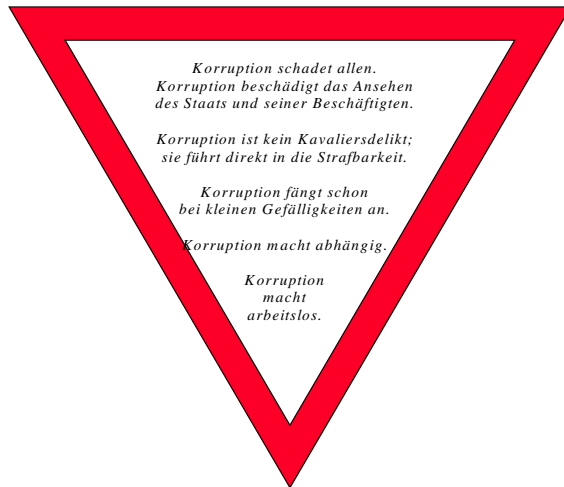 Korruption schadet allen.
Korruption beschädigt das Ansehen
des Staats und seiner Beschäftigten.
Korruption ist kein Kavaliersdelikt;
sie führt direkt in die Strafbarkeit.
Korruption fängt schon
bei kleinen Gefälligkeiten an.
Korruption macht abhängig.
Korruption
macht
arbeitslos.